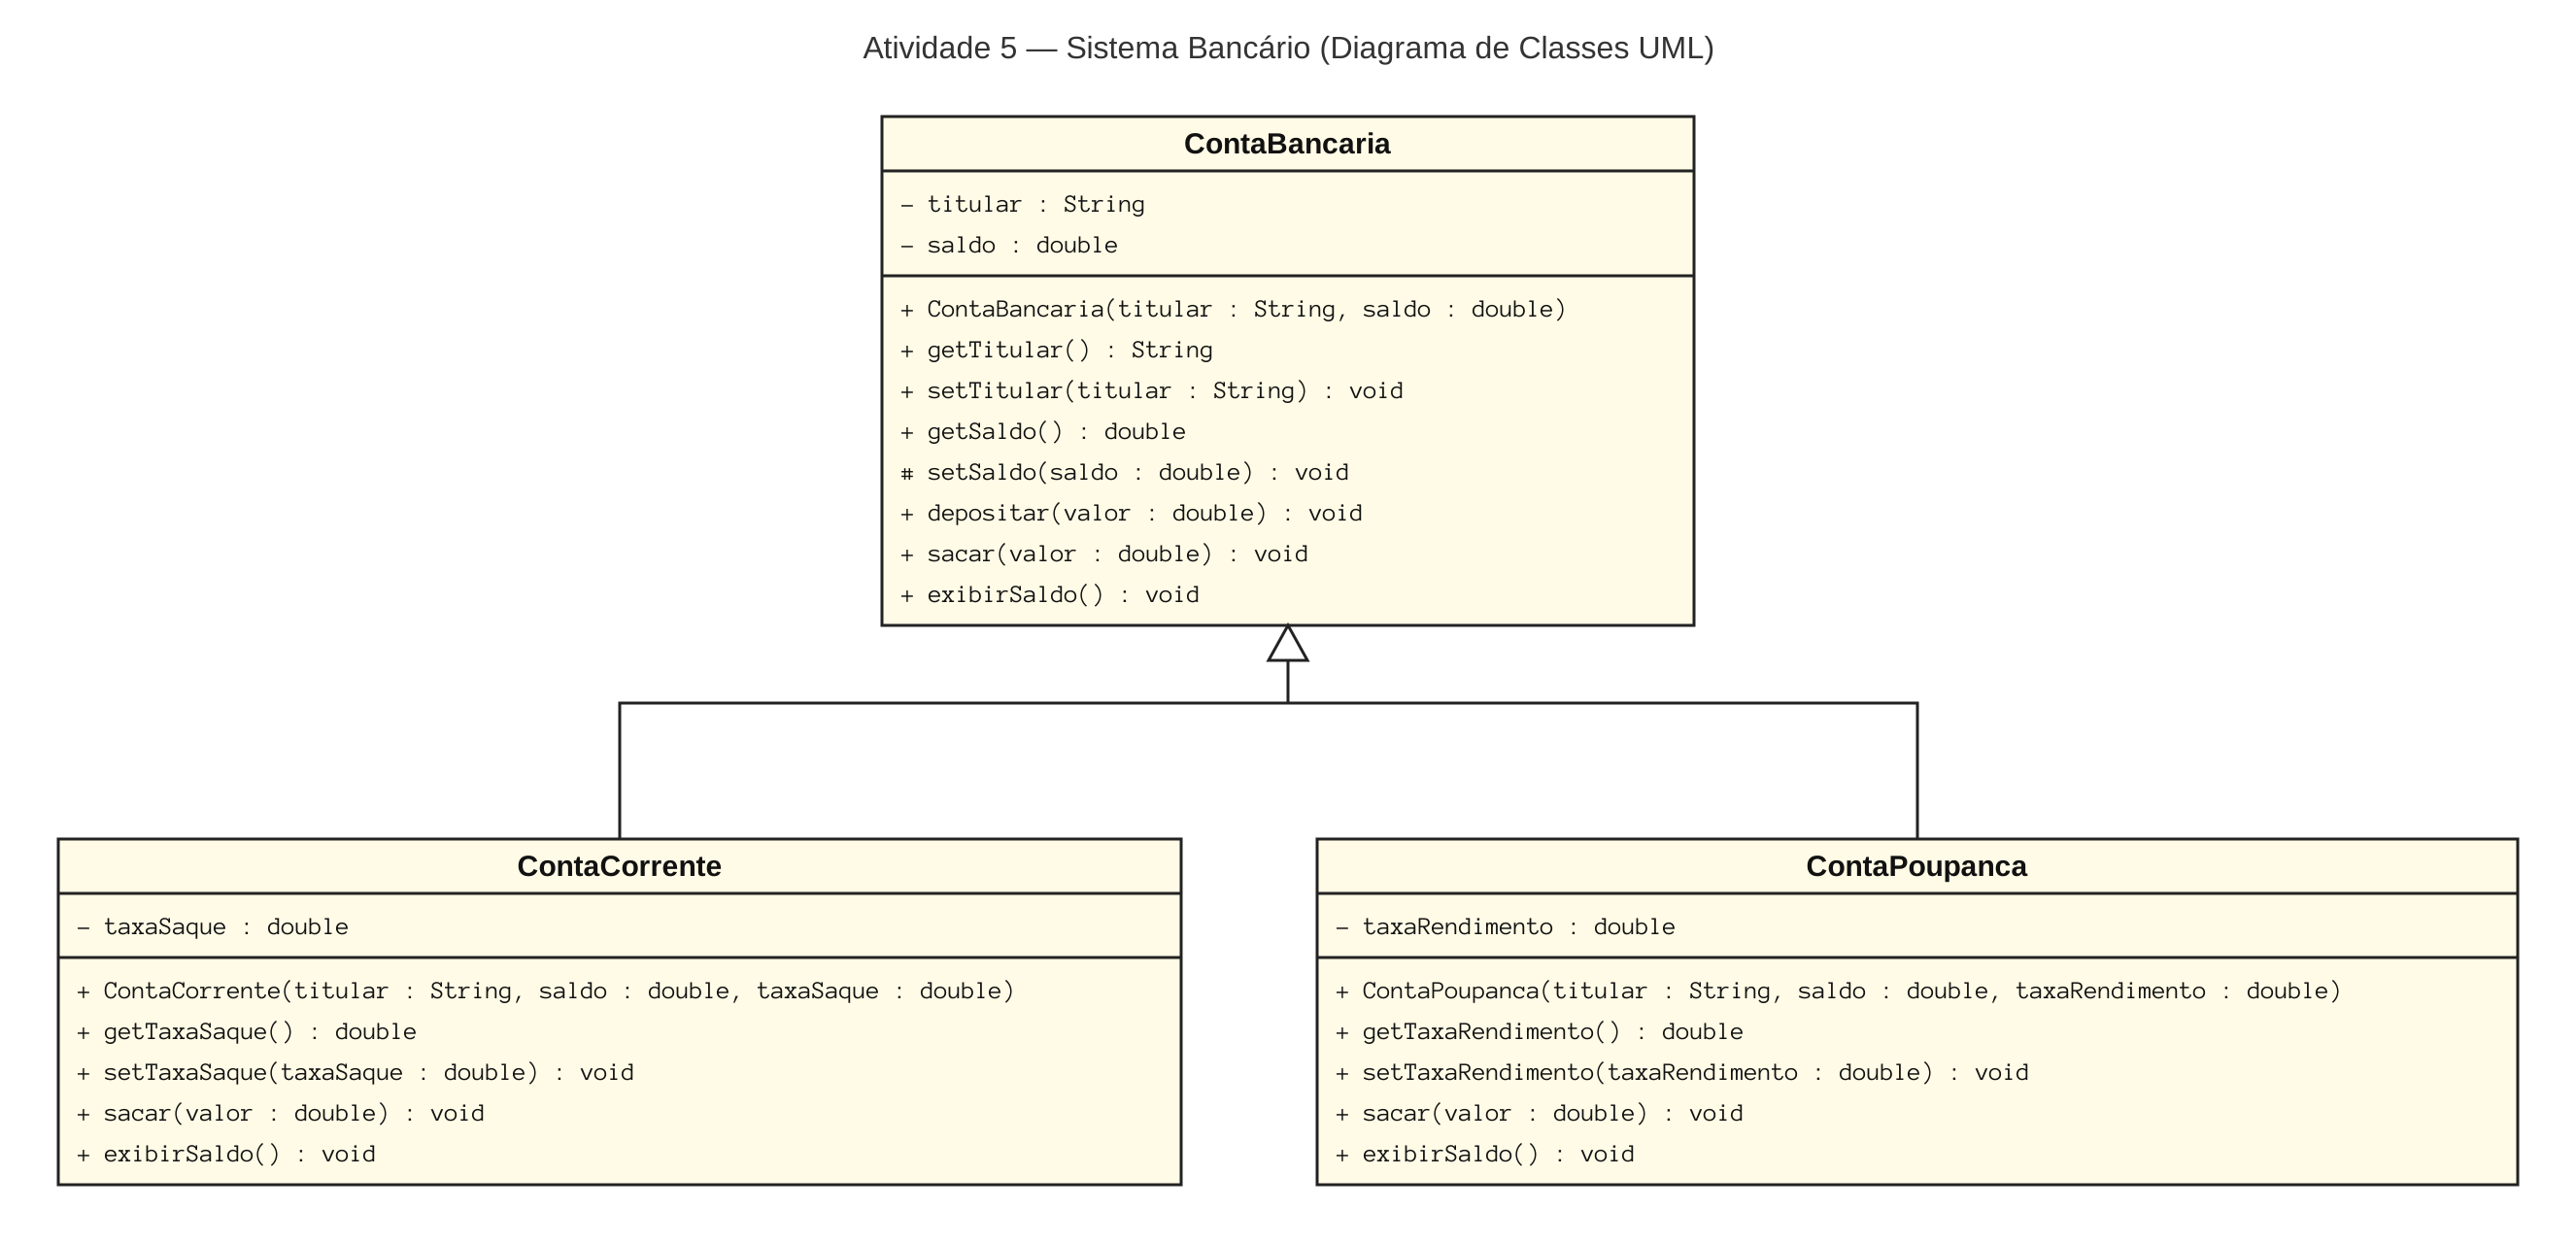 Atividade 5 — Sistema Bancário (Diagrama de Classes UML)
ContaBancaria
− titular : String
− saldo : double
+ ContaBancaria(titular : String, saldo : double)
+ getTitular() : String
+ setTitular(titular : String) : void
+ getSaldo() : double
# setSaldo(saldo : double) : void
+ depositar(valor : double) : void
+ sacar(valor : double) : void
+ exibirSaldo() : void
ContaCorrente
− taxaSaque : double
+ ContaCorrente(titular : String, saldo : double, taxaSaque : double)
+ getTaxaSaque() : double
+ setTaxaSaque(taxaSaque : double) : void
+ sacar(valor : double) : void
+ exibirSaldo() : void
ContaPoupanca
− taxaRendimento : double
+ ContaPoupanca(titular : String, saldo : double, taxaRendimento : double)
+ getTaxaRendimento() : double
+ setTaxaRendimento(taxaRendimento : double) : void
+ sacar(valor : double) : void
+ exibirSaldo() : void